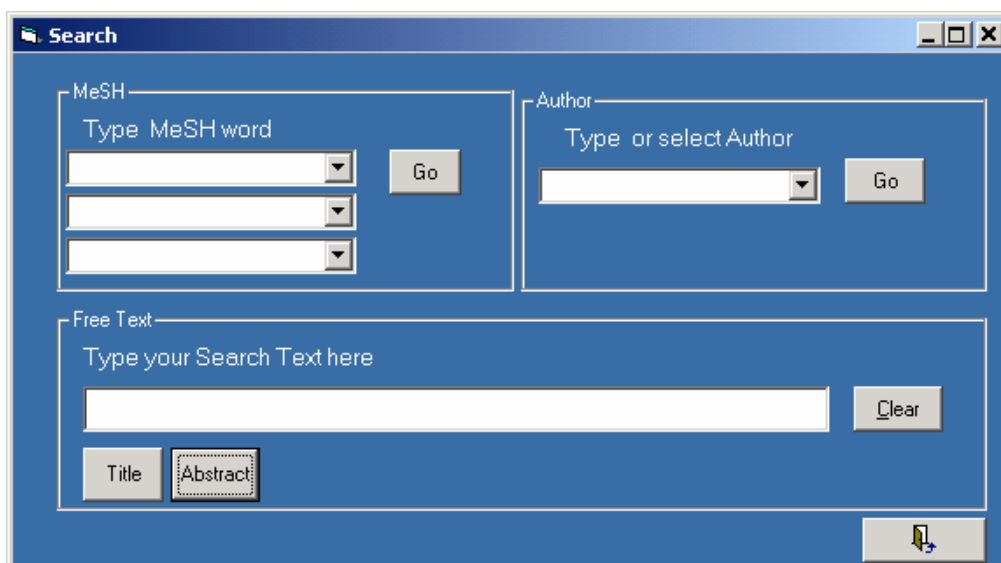 Search
MeSH
Type MeSH word
Go
Author
Type or select Author
Go
Free Text
Type your Search Text here
Clear
Title
Abstract